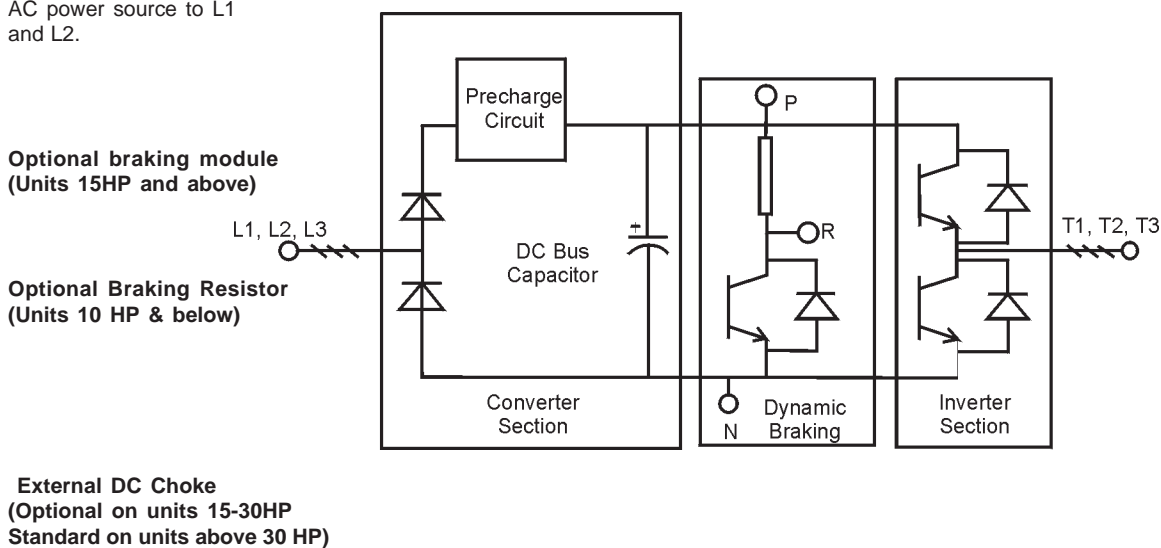 AC power source to L1
and L2.
Optional braking module
(Units 15HP and above)
L1, L2, L3
Optional Braking Resistor
(Units 10 HP & below)
External DC Choke
(Optional on units 15-30HP
Standard on units above 30 HP)
Precharge
Circuit
+
DC Bus
Capacitor
Converter
Section
P
R
N
Dynamic
Braking
T1, T2, T3
Inverter
Section